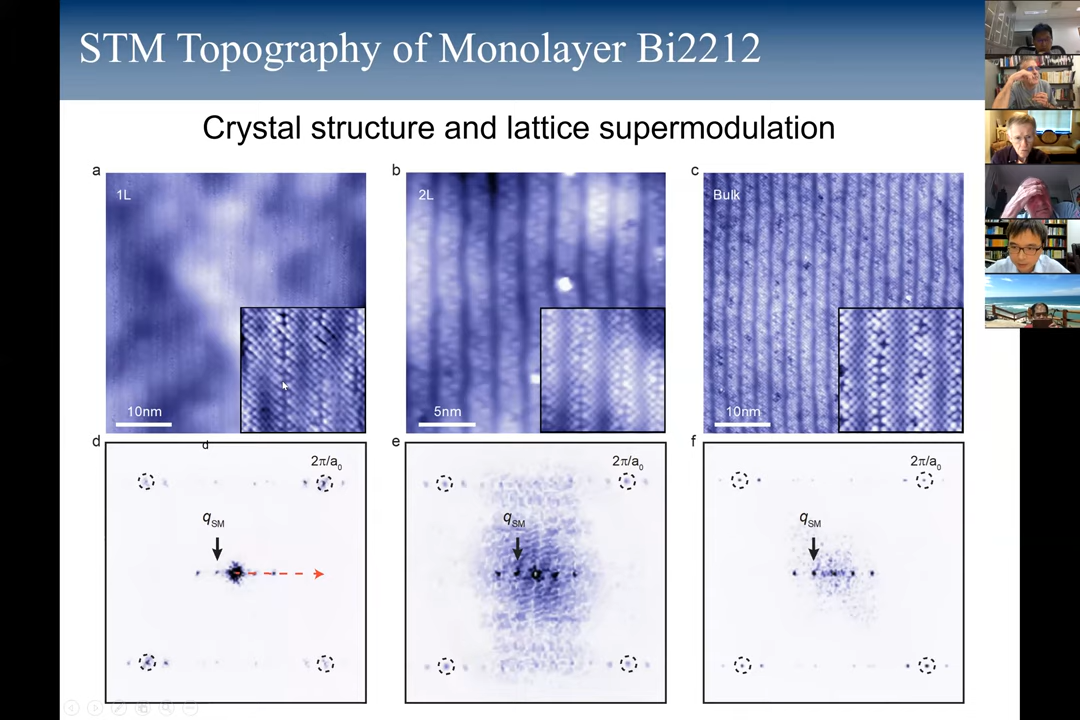 STM Topography of Monolayer Bi2212
Crystal structure and lattice supermodulation
a
b
c
1L
2L
Bulk
10nm
5nm
10nm
d
d
e
f
2π/a0
2π/a0
2π/a0
qSM
qSM
qSM